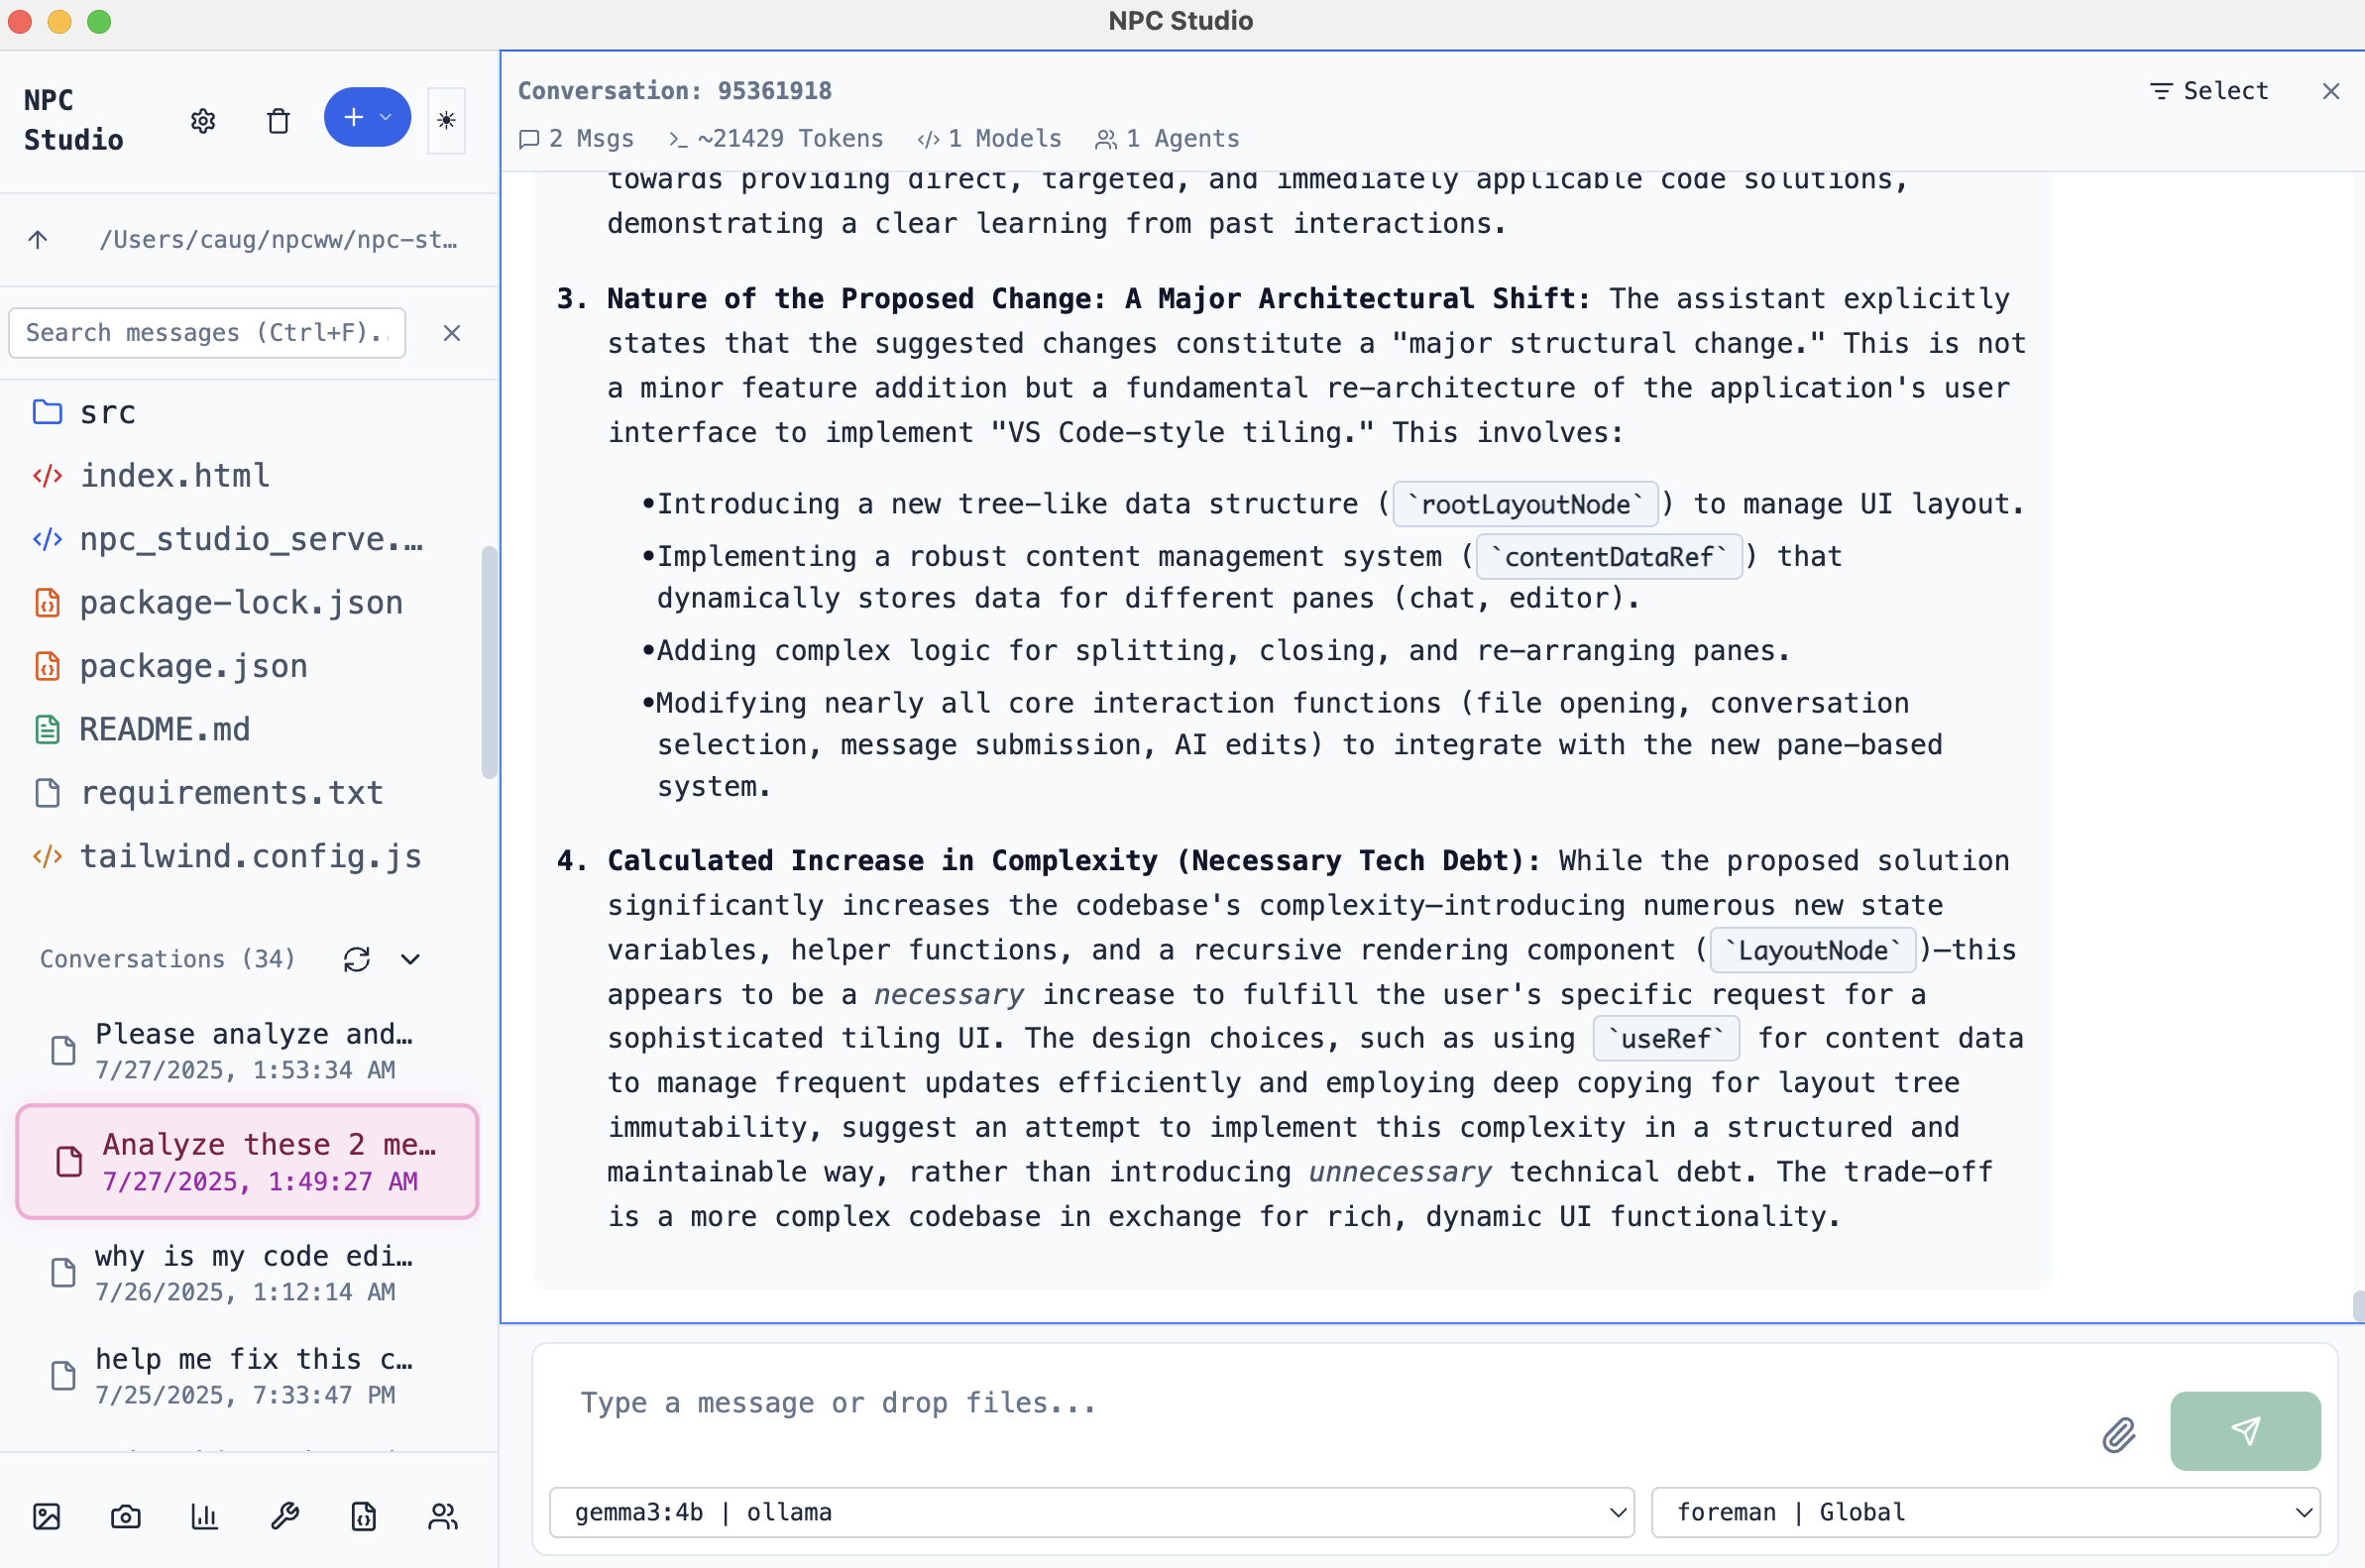 NPC Studio
NPC
Studio
/Users/caug/npcww/npc-st…
Search messages (Ctrl+F)..
src
index.html
npc_studio_serve.…
package-lock.json
package.json
README.md
requirements.txt
tailwind.config.js
Conversations (34)
Please analyze and…
7/27/2025, 1:53:34 AM
Analyze these 2 me…
7/27/2025, 1:49:27 AM
why is my code edi…
7/26/2025, 1:12:14 AM
help me fix this c…
7/25/2025, 7:33:47 PM
Conversation: 95361918
Select
2 Msgs
~21429 Tokens
1 Models
1 Agents
towards providing direct, targeted, and immediately applicable code solutions,
demonstrating a clear learning from past interactions.
3. Nature of the Proposed Change: A Major Architectural Shift: The assistant explicitly
states that the suggested changes constitute a "major structural change." This is not
a minor feature addition but a fundamental re-architecture of the application's user
interface to implement "VS Code-style tiling." This involves:
•Introducing a new tree-like data structure (`rootLayoutNode`) to manage UI layout.
•Implementing a robust content management system (`contentDataRef`) that
dynamically stores data for different panes (chat, editor).
•Adding complex logic for splitting, closing, and re-arranging panes.
•Modifying nearly all core interaction functions (file opening, conversation
selection, message submission, AI edits) to integrate with the new pane-based
system.
4. Calculated Increase in Complexity (Necessary Tech Debt): While the proposed solution
significantly increases the codebase's complexity—introducing numerous new state
variables, helper functions, and a recursive rendering component (`LayoutNode`)—this
appears to be a necessary increase to fulfill the user's specific request for a
sophisticated tiling UI. The design choices, such as using `useRef` for content data
to manage frequent updates efficiently and employing deep copying for layout tree
immutability, suggest an attempt to implement this complexity in a structured and
maintainable way, rather than introducing unnecessary technical debt. The trade-off
is a more complex codebase in exchange for rich, dynamic UI functionality.
Type a message or drop files...
gemma3:4b | ollama
foreman | Global